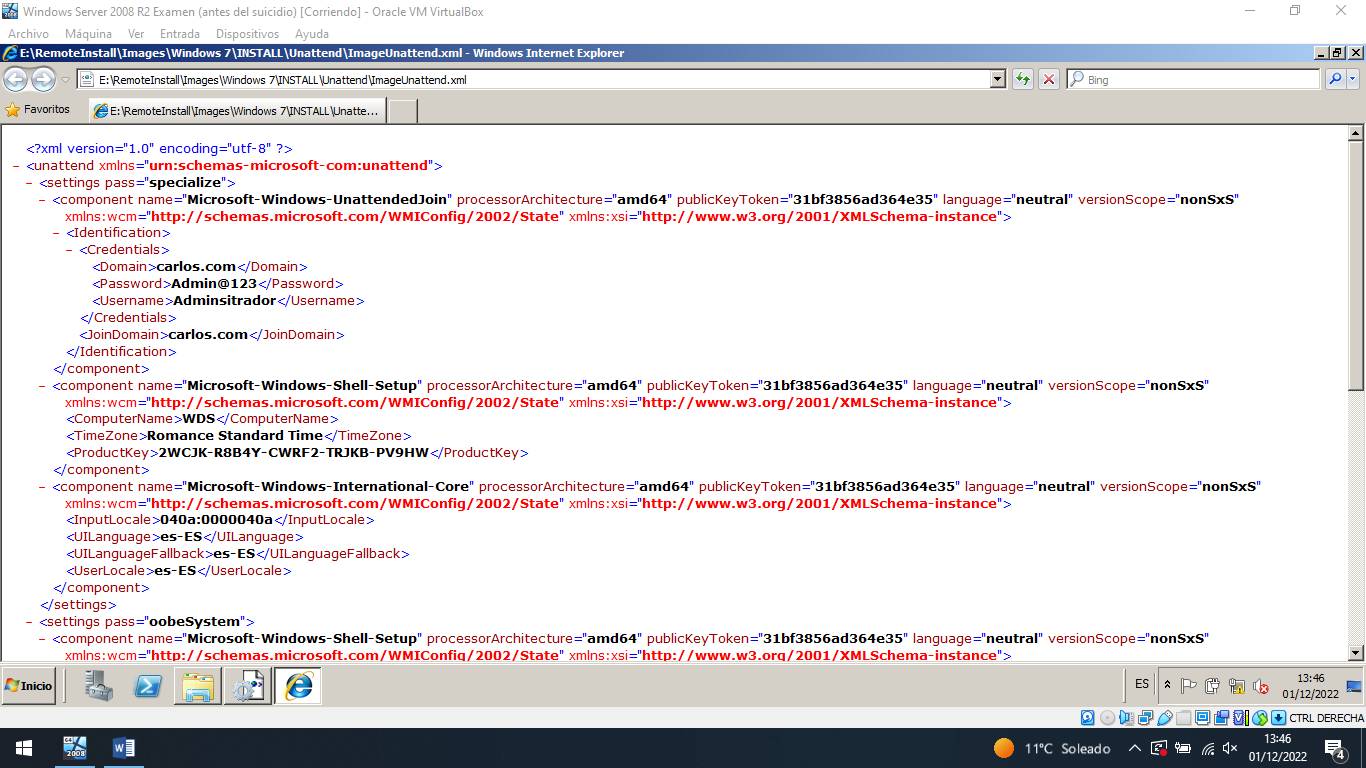 Windows Server 2008 R2 Examen (antes del suicidio) [Corriendo] - Oracle VM VirtualBox
Archivo Máquina Ver Entrada Dispositivos Ayuda
E:\RemoteInstall\Images\Windows 7\INSTALL\Unattend\ImageUnattend.xml - Windows Internet Explorer
E:\RemoteInstall\Images\Windows 7\INSTALL\Unattend\ImageUnattend.xml
Bing
Favoritos
E:\RemoteInstall\Images\Windows 7\INSTALL\Unatte...
<?xml version="1.0" encoding="utf-8" ?>
- <unattend xmlns="urn:schemas-microsoft-com:unattend">
- <settings pass="specialize">
- <component name="Microsoft-Windows-UnattendedJoin" processorArchitecture="amd64" publicKeyToken="31bf3856ad364e35" language="neutral" versionScope="nonSxS"
xmlns:wcm="http://schemas.microsoft.com/WMIConfig/2002/State" xmlns:xsi="http://www.w3.org/2001/XMLSchema-instance">
- <Identification>
- <Credentials>
<Domain>carlos.com</Domain>
<Password>Admin@123</Password>
<Username>Adminsitrador</Username>
</Credentials>
<JoinDomain>carlos.com</JoinDomain>
</Identification>
</component>
- <component name="Microsoft-Windows-Shell-Setup" processorArchitecture="amd64" publicKeyToken="31bf3856ad364e35" language="neutral" versionScope="nonSxS"
xmlns:wcm="http://schemas.microsoft.com/WMIConfig/2002/State" xmlns:xsi="http://www.w3.org/2001/XMLSchema-instance">
<ComputerName>WDS</ComputerName>
<TimeZone>Romance Standard Time</TimeZone>
<ProductKey>2WCJK-R8B4Y-CWRF2-TRJKB-PV9HW</ProductKey>
</component>
- <component name="Microsoft-Windows-International-Core" processorArchitecture="amd64" publicKeyToken="31bf3856ad364e35" language="neutral" versionScope="nonSxS"
xmlns:wcm="http://schemas.microsoft.com/WMIConfig/2002/State" xmlns:xsi="http://www.w3.org/2001/XMLSchema-instance">
<InputLocale>040a:0000040a</InputLocale>
<UILanguage>es-ES</UILanguage>
<UILanguageFallback>es-ES</UILanguageFallback>
<UserLocale>es-ES</UserLocale>
</component>
</settings>
- <settings pass="oobeSystem">
- <component name="Microsoft-Windows-Shell-Setup" processorArchitecture="amd64" publicKeyToken="31bf3856ad364e35" language="neutral" versionScope="nonSxS"
xmlns:wcm="http://schemas.microsoft.com/WMIConfig/2002/State" xmlns:xsi="http://www.w3.org/2001/XMLSchema-instance">
Inicio
ES
13:46
01/12/2022
CTRL DERECHA
2008
11°C Soleado
13:46
01/12/2022
4